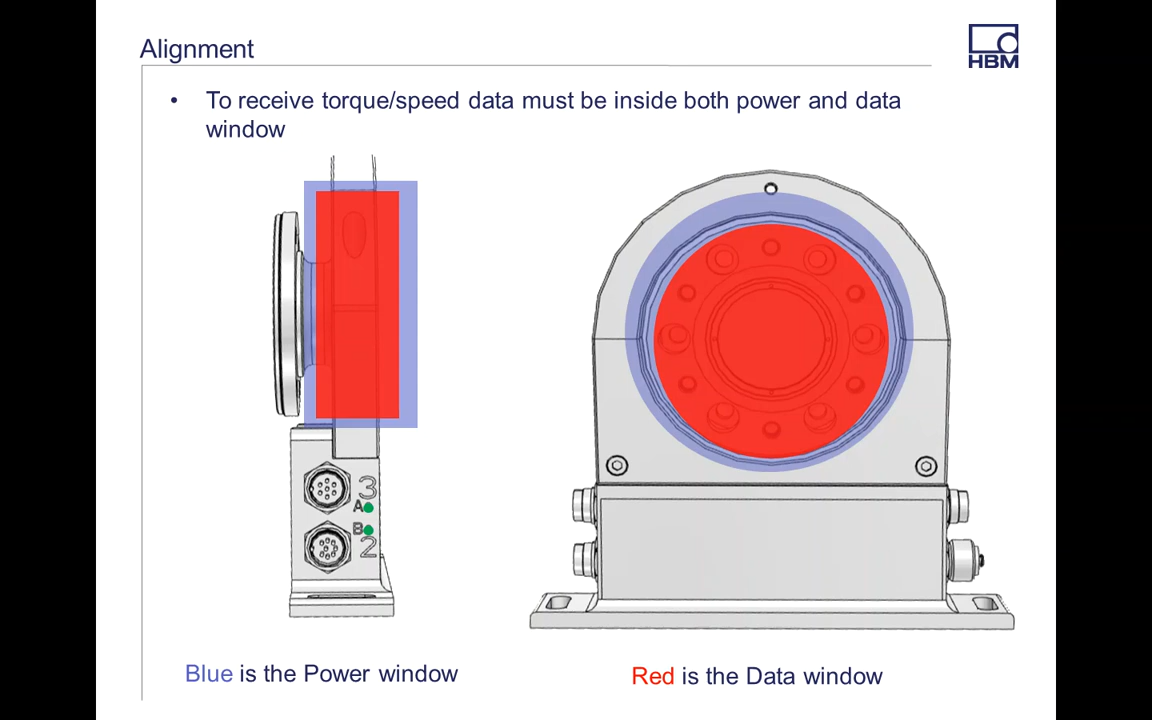 Alignment
HBM
• To receive torque/speed data must be inside both power and data
window
3
A
B
2
Blue is the Power window
Red is the Data window